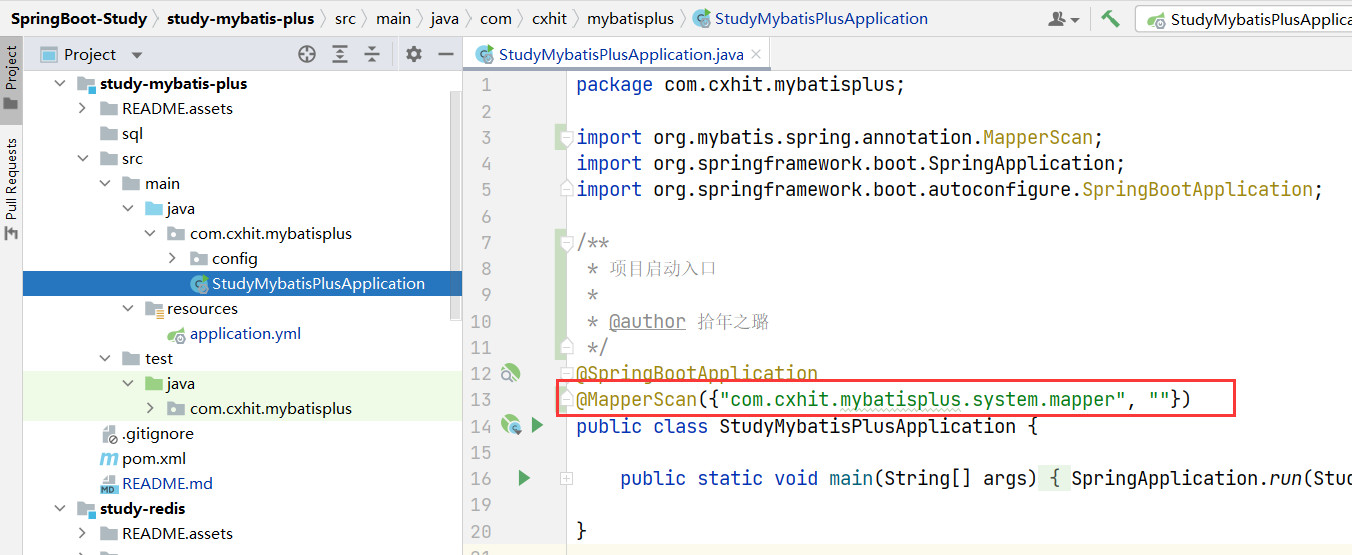 SpringBoot-Study study-mybatis-plus src main java com cxhit mybatisplus StudyMybatisPlusApplication StudyMybatisPlusApplica
Project
Pull Requests
Project
study-mybatis-plus
README.assets
sql
src
main
java
com.cxhit.mybatisplus
config
StudyMybatisPlusApplication
resources
application.yml
test
java
com.cxhit.mybatisplus
.gitignore
pom.xml
README.md
study-redis
README.assets
StudyMybatisPlusApplication.java
1 package com.cxhit.mybatisplus;
2
3 import org.mybatis.spring.annotation.MapperScan;
4 import org.springframework.boot.SpringApplication;
5 import org.springframework.boot.autoconfigure.SpringBootApplication;
6
7 /**
8 * 项目启动入口
9 *
10 * @author 拾年之璐
11 */
12 @SpringBootApplication
13 @MapperScan({"com.cxhit.mybatisplus.system.mapper", ""})
14 public class StudyMybatisPlusApplication {
15
16 public static void main(String[] args) { SpringApplication.run(Stud
19
20 }